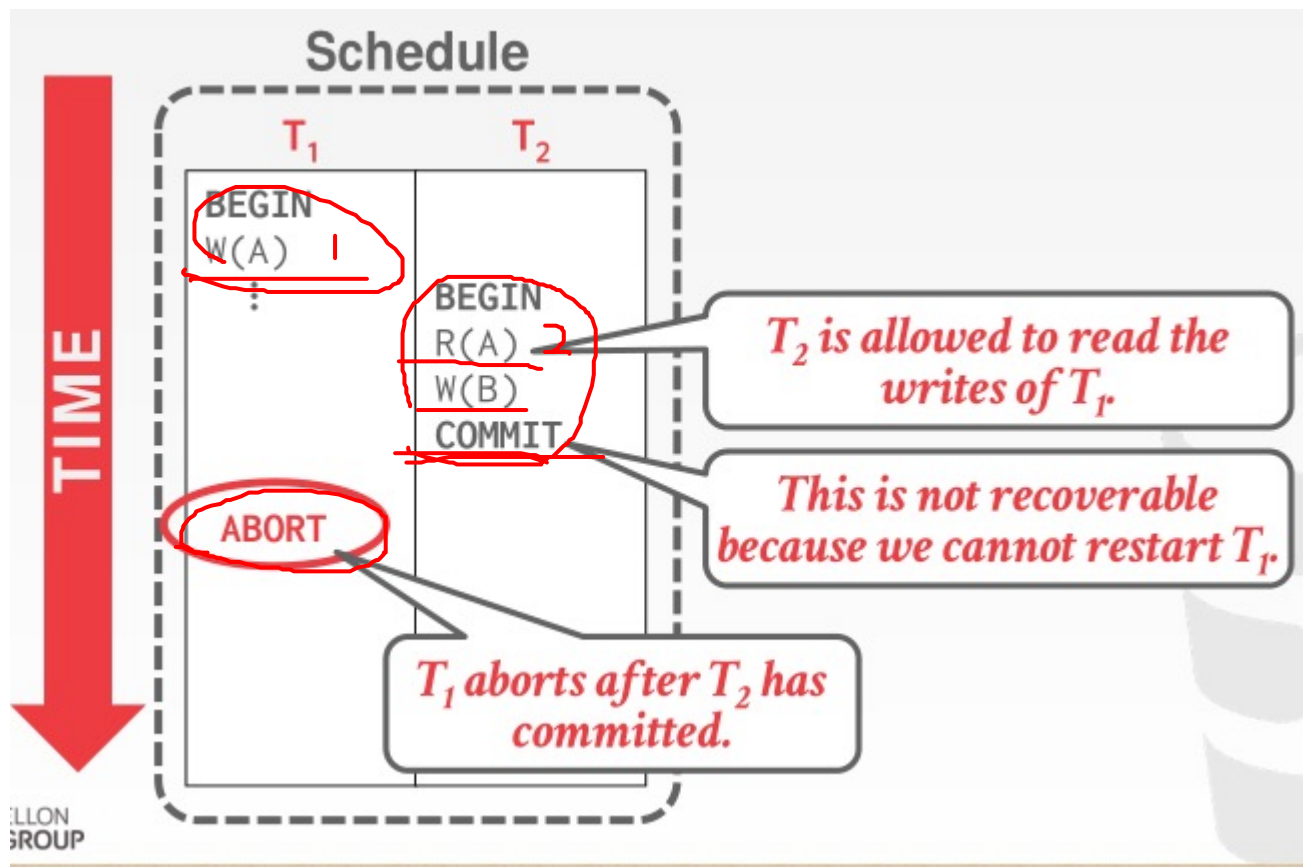 Schedule
TIME
T₁ T₂
BEGIN
W(A) 1
⋮
BEGIN
R(A) 2
W(B)
COMMIT
ABORT
T₂ is allowed to read the
writes of T₁.
This is not recoverable
because we cannot restart T₁.
T₁ aborts after T₂ has
committed.
LLON
GROUP